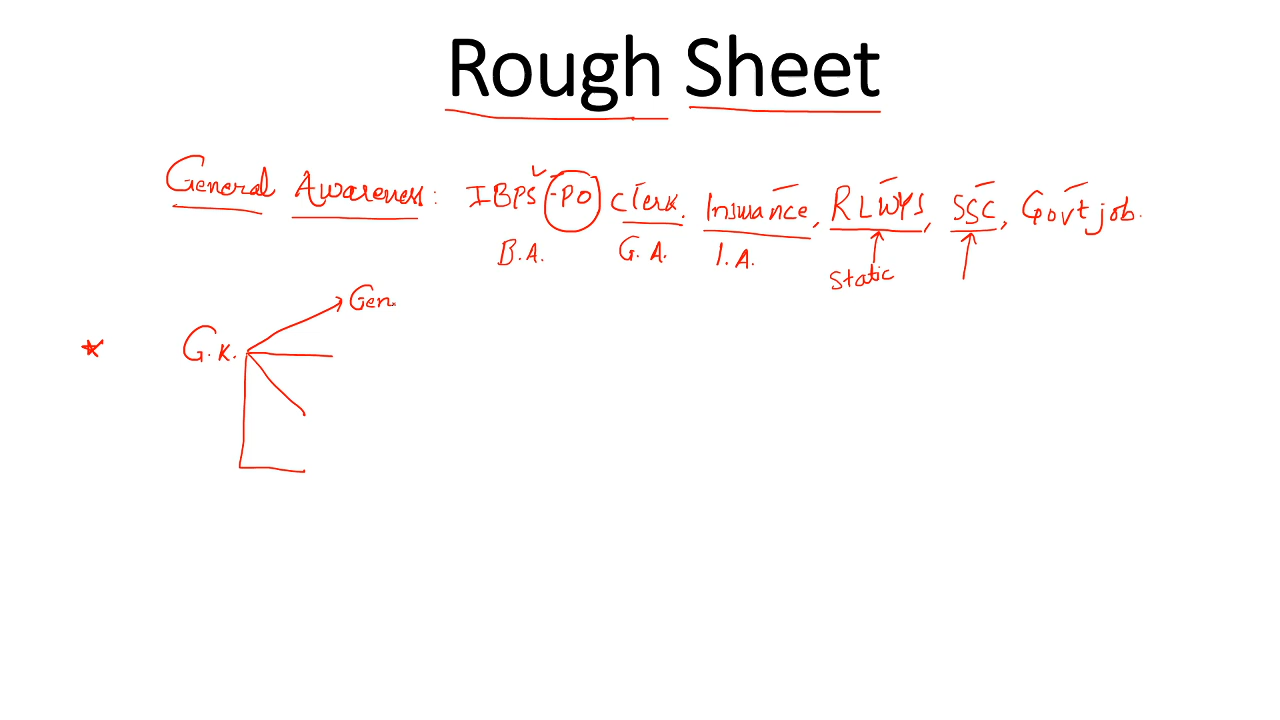 Rough Sheet
General Awareness: IBPS-PO Clerk. Insurance, RLWYS, SSC, Govt job.
B.A. G.A. I.A.
Static
Gen.
G.K.